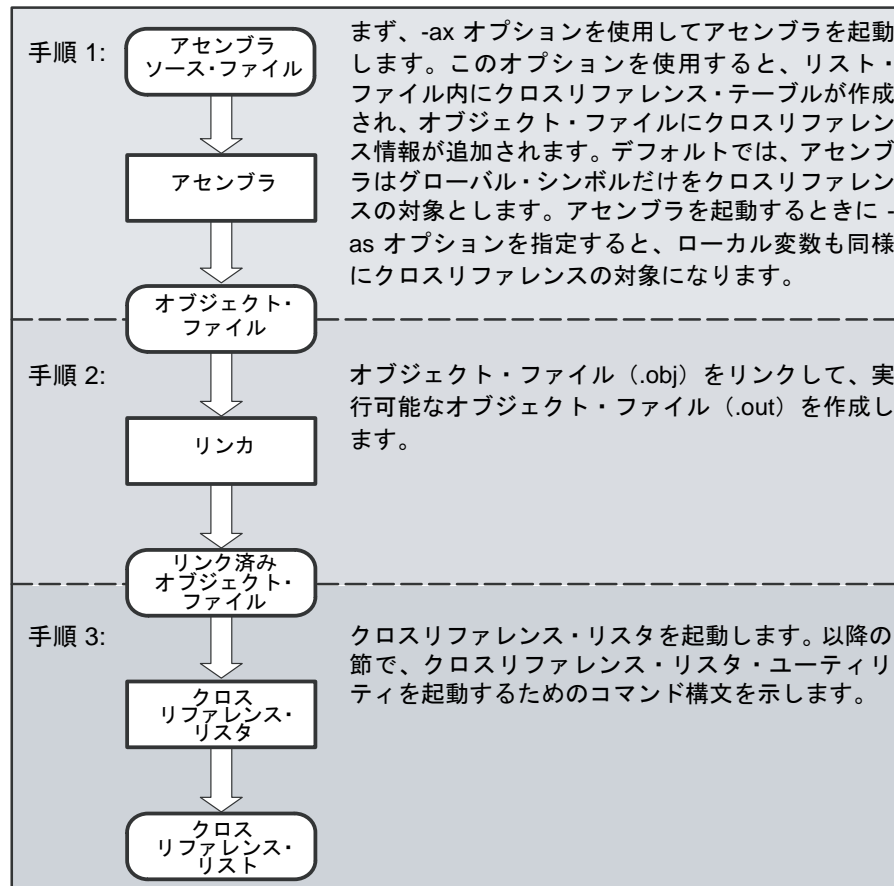 手順 1:
アセンブラ
ソース・ファイル
アセンブラ
オブジェクト・
ファイル
まず、-ax オプションを使用してアセンブラを起動
します。このオプションを使用すると、リスト・
ファイル内にクロスリファレンス・テーブルが作成
され、オブジェクト・ファイルにクロスリファレン
ス情報が追加されます。デフォルトでは、アセンブ
ラはグローバル・シンボルだけをクロスリファレン
スの対象とします。アセンブラを起動するときに -
as オプションを指定すると、ローカル変数も同様
にクロスリファレンスの対象になります。
手順 2:
リンカ
リンク済み
オブジェクト・
ファイル
オブジェクト・ファイル（.obj）をリンクして、実
行可能なオブジェクト・ファイル（.out）を作成し
ます。
手順 3:
クロス
リファレンス・
リスタ
クロス
リファレンス・
リスト
クロスリファレンス・リスタを起動します。以降の
節で、クロスリファレンス・リスタ・ユーティリ
ティを起動するためのコマンド構文を示します。